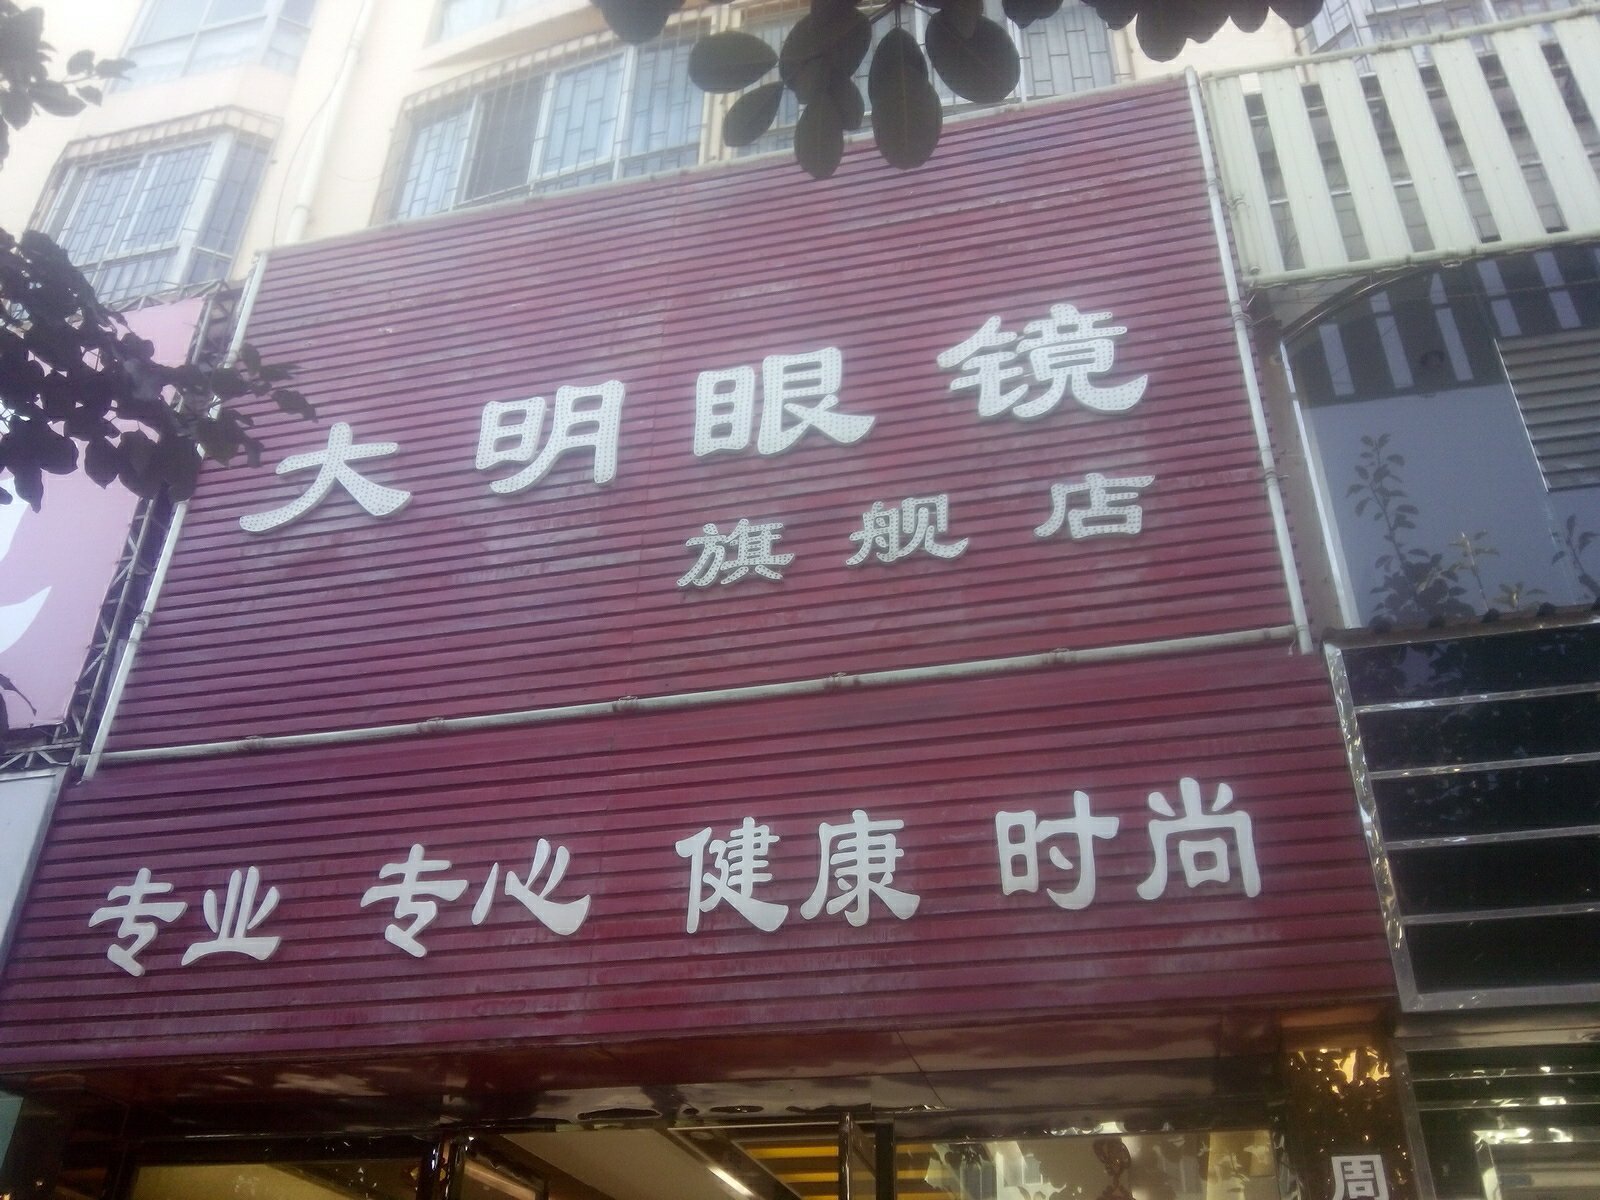 大明眼镜
旗舰店
专业 专心 健康 时尚
周